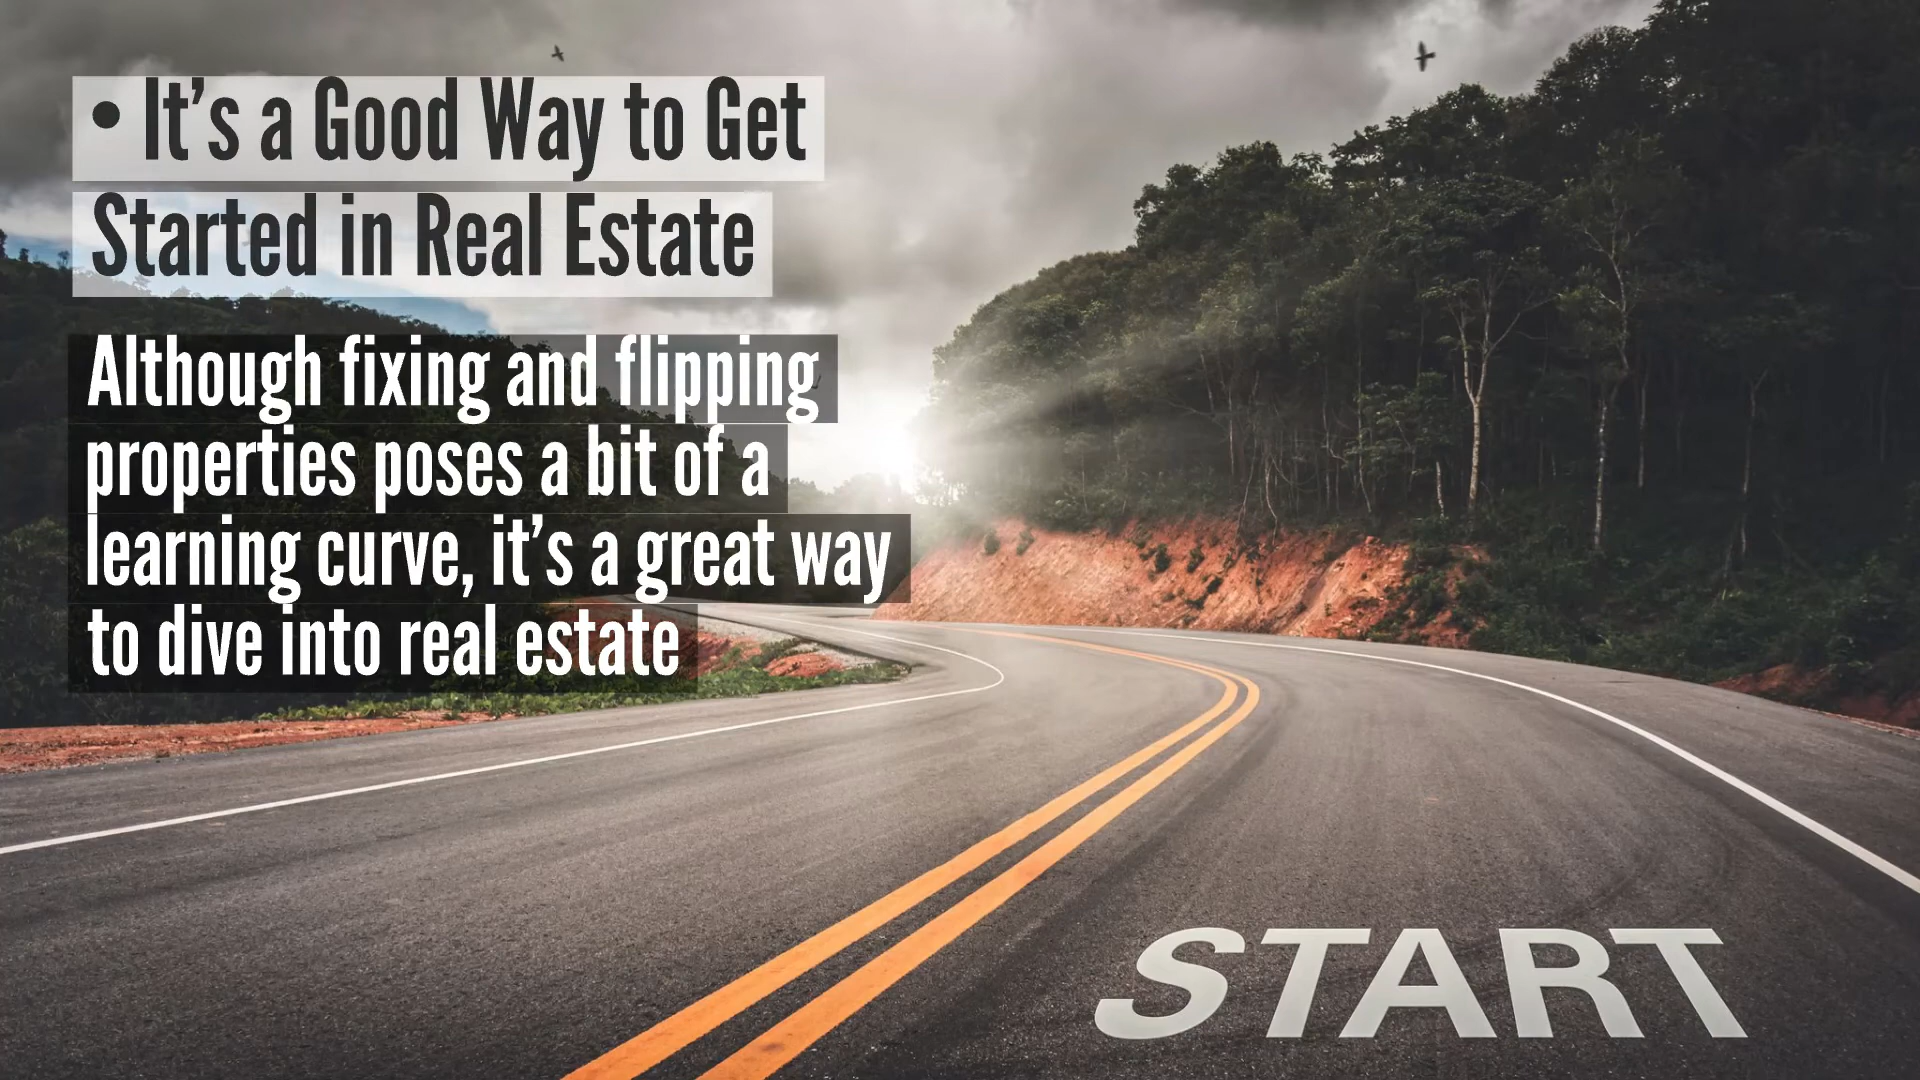 • It's a Good Way to Get
Started in Real Estate
Although fixing and flipping
properties poses a bit of a
learning curve, it's a great way
to dive into real estate
START